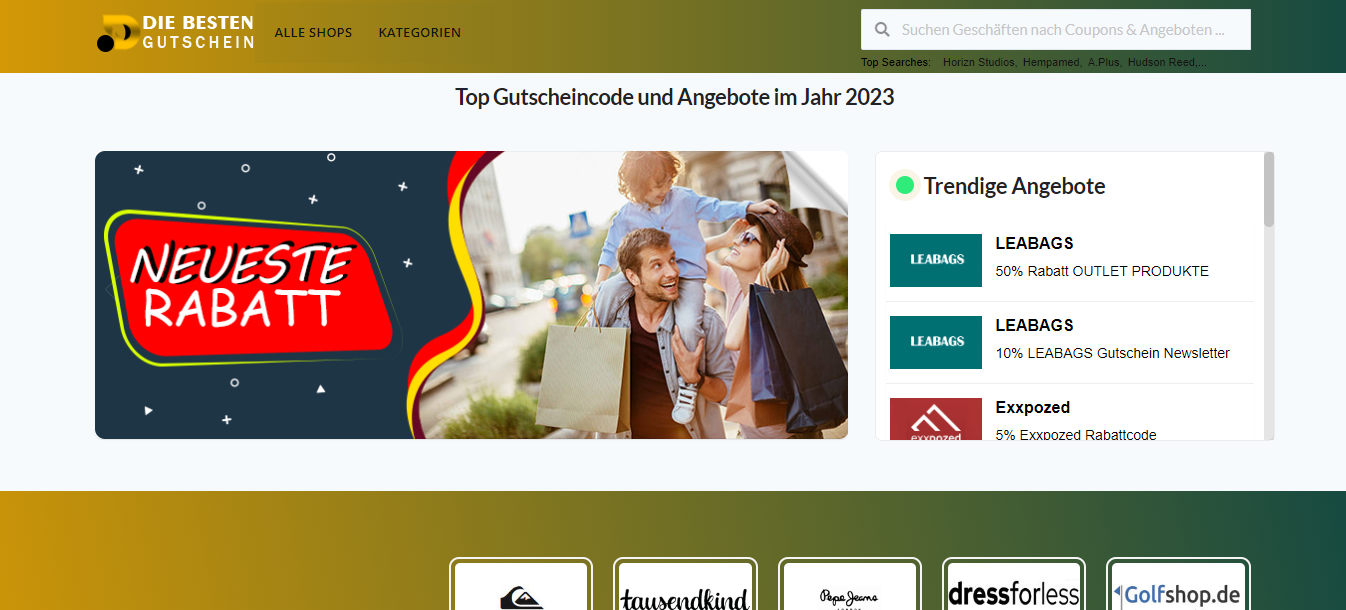 DIE BESTEN
GUTSCHEIN
ALLE SHOPS
KATEGORIEN
Suchen Geschäften nach Coupons & Angeboten ...
Top Searches: Horizn Studios, Hempamed, A.Plus, Hudson Reed,...
Top Gutscheincode und Angebote im Jahr 2023
NEUESTE
RABATT
Trendige Angebote
LEABAGS
LEABAGS
50% Rabatt OUTLET PRODUKTE
LEABAGS
LEABAGS
10% LEABAGS Gutschein Newsletter
exxpozed
Exxpozed
5% Exxpozed Rabattcode
tausendkind
Pepe Jeans
LONDON
dressforless
Golfshop.de